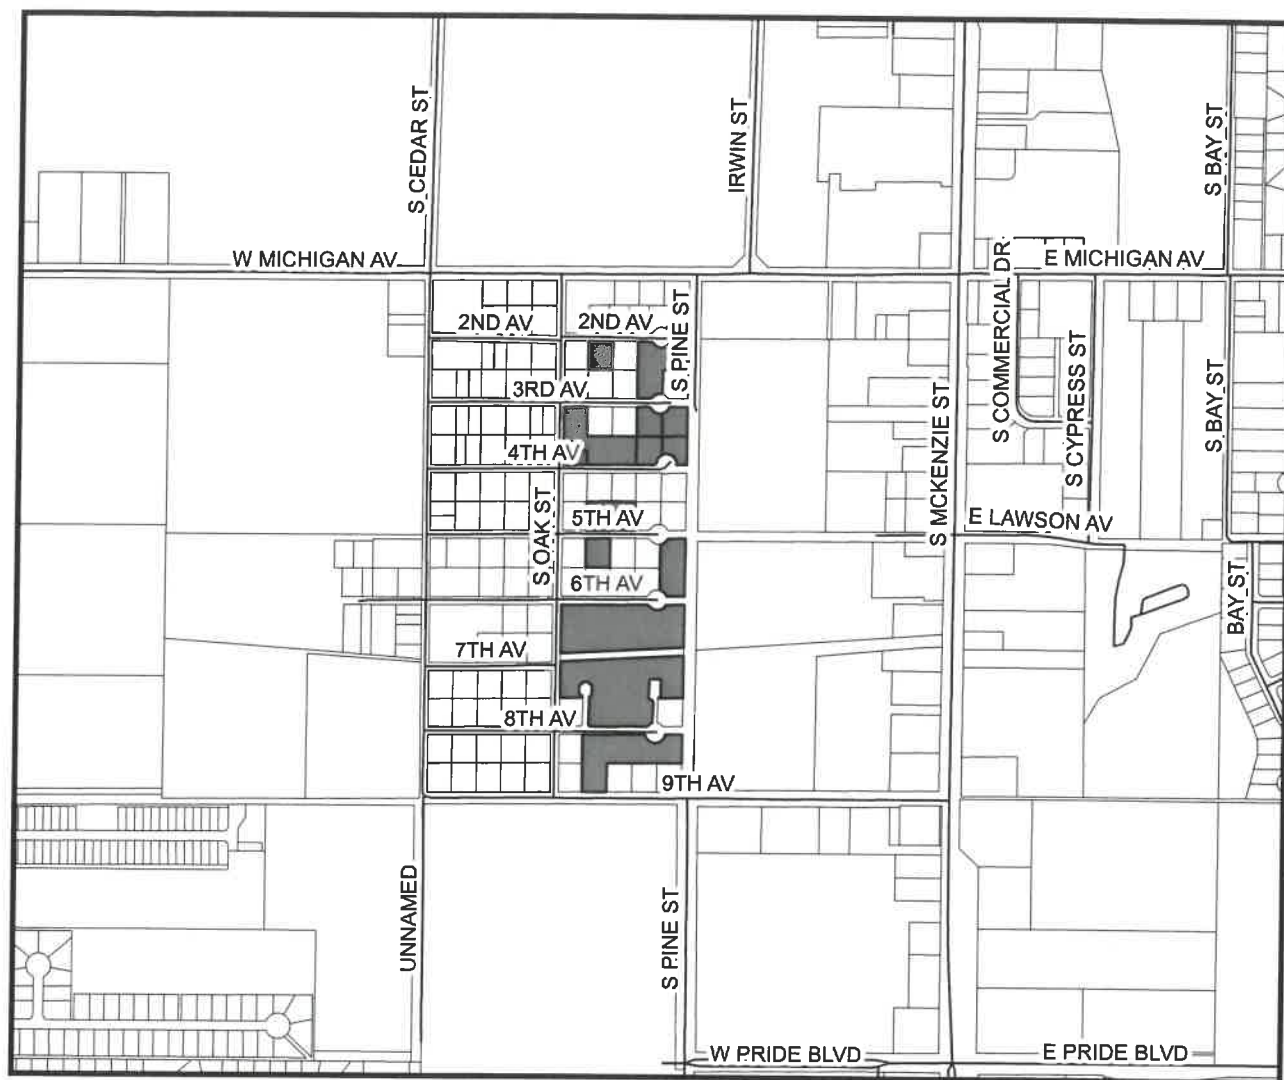 S CEDAR ST
IRWIN ST
S BAY ST
W MICHIGAN AV
E MICHIGAN AV
S COMMERCIAL DR
2ND AV
2ND AV
S PINE ST
3RD AV
S MCKENZIE ST
S CYPRESS ST
S BAY ST
4TH AV
S OAK ST
5TH AV
E LAWSON AV
6TH AV
BAY ST
7TH AV
8TH AV
9TH AV
UNNAMED
S PINE ST
W PRIDE BLVD
E PRIDE BLVD